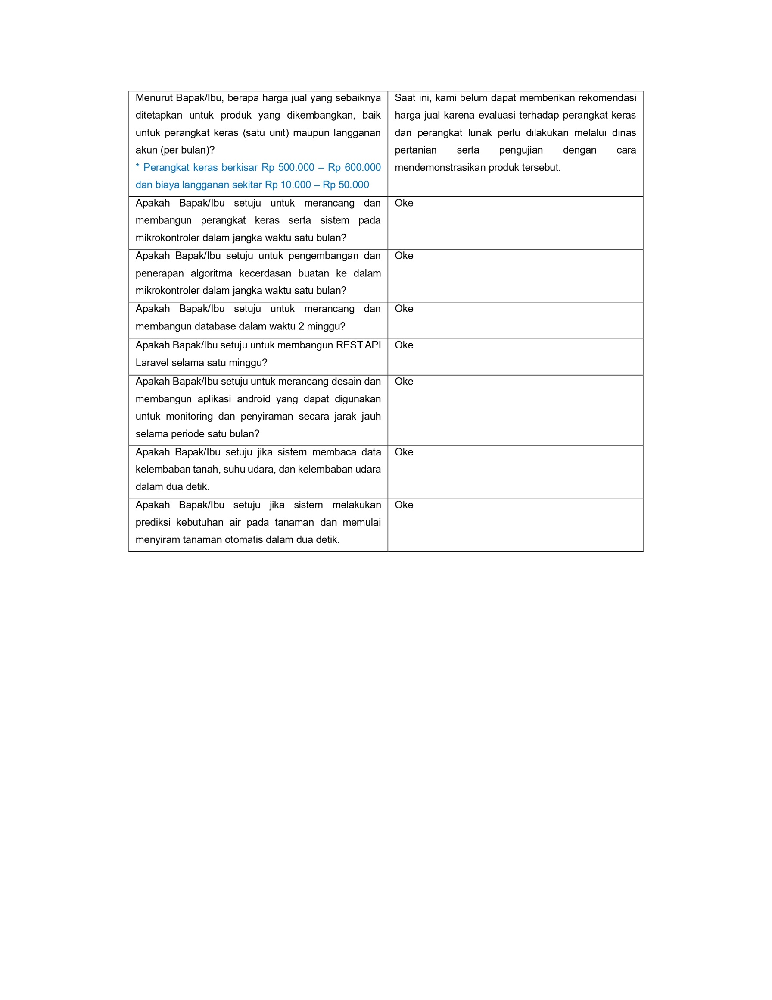 Menurut Bapak/Ibu, berapa harga jual yang sebaiknya
ditetapkan untuk produk yang dikembangkan, baik
untuk perangkat keras (satu unit) maupun langganan
akun (per bulan)?
* Perangkat keras berkisar Rp 500.000 – Rp 600.000
dan biaya langganan sekitar Rp 10.000 – Rp 50.000
Saat ini, kami belum dapat memberikan rekomendasi
harga jual karena evaluasi terhadap perangkat keras
dan perangkat lunak perlu dilakukan melalui dinas
pertanian serta pengujian dengan cara
mendemonstrasikan produk tersebut.
Apakah Bapak/Ibu setuju untuk merancang dan
membangun perangkat keras serta sistem pada
mikrokontroler dalam jangka waktu satu bulan?
Oke
Apakah Bapak/Ibu setuju untuk pengembangan dan
penerapan algoritma kecerdasan buatan ke dalam
mikrokontroler dalam jangka waktu satu bulan?
Oke
Apakah Bapak/Ibu setuju untuk merancang dan
membangun database dalam waktu 2 minggu?
Oke
Apakah Bapak/Ibu setuju untuk membangun REST API
Laravel selama satu minggu?
Oke
Apakah Bapak/Ibu setuju untuk merancang desain dan
membangun aplikasi android yang dapat digunakan
untuk monitoring dan penyiraman secara jarak jauh
selama periode satu bulan?
Oke
Apakah Bapak/Ibu setuju jika sistem membaca data
kelembaban tanah, suhu udara, dan kelembaban udara
dalam dua detik.
Oke
Apakah Bapak/Ibu setuju jika sistem melakukan
prediksi kebutuhan air pada tanaman dan memulai
menyiram tanaman otomatis dalam dua detik.
Oke